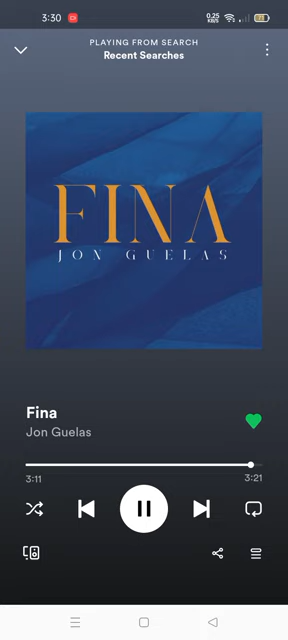 3:30
0.25
KB/S
PLAYING FROM SEARCH
Recent Searches
FINA
JON GUELAS
Fina
Jon Guelas
3:11
3:21